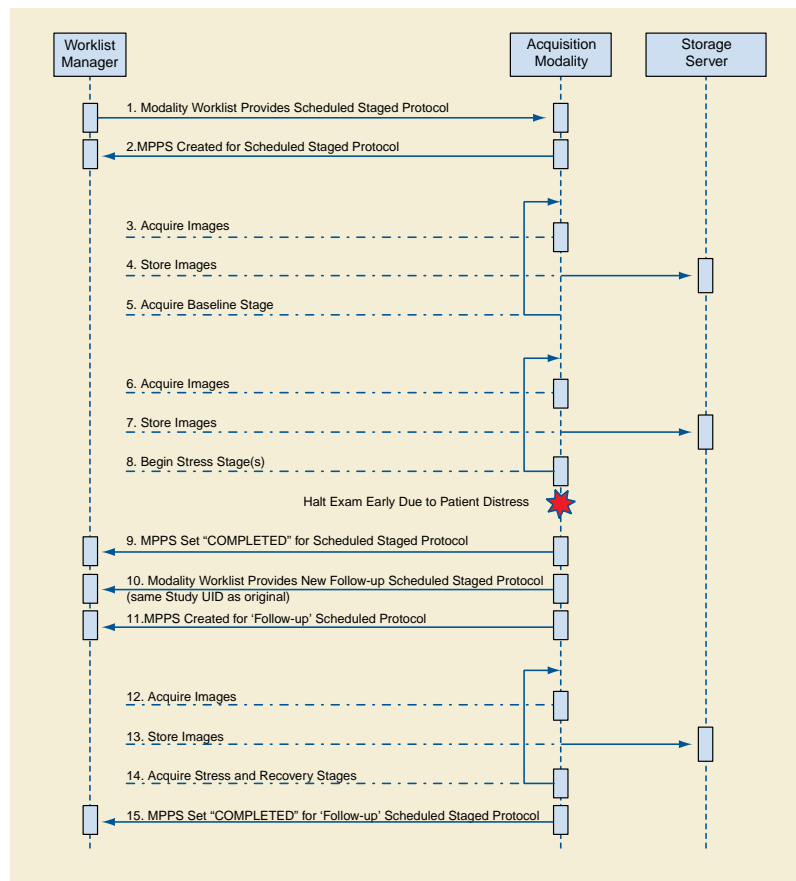 Worklist
Manager
Acquisition
Modality
Storage
Server
1. Modality Worklist Provides Scheduled Staged Protocol
2.MPPS Created for Scheduled Staged Protocol
3. Acquire Images
4. Store Images
5. Acquire Baseline Stage
6. Acquire Images
7. Store Images
8. Begin Stress Stage(s)
Halt Exam Early Due to Patient Distress
9. MPPS Set “COMPLETED” for Scheduled Staged Protocol
10. Modality Worklist Provides New Follow-up Scheduled Staged Protocol
(same Study UID as original)
11.MPPS Created for ‘Follow-up’ Scheduled Protocol
12. Acquire Images
13. Store Images
14. Acquire Stress and Recovery Stages
15. MPPS Set “COMPLETED” for ‘Follow-up’ Scheduled Staged Protocol